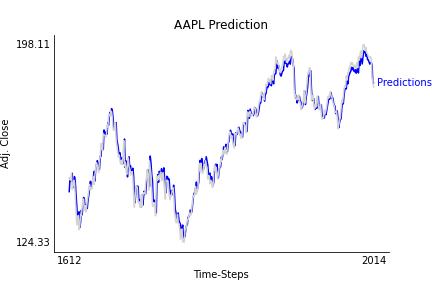 AAPL Prediction
198.11
Predictions
Adj. Close
124.33
1612
2014
Time-Steps